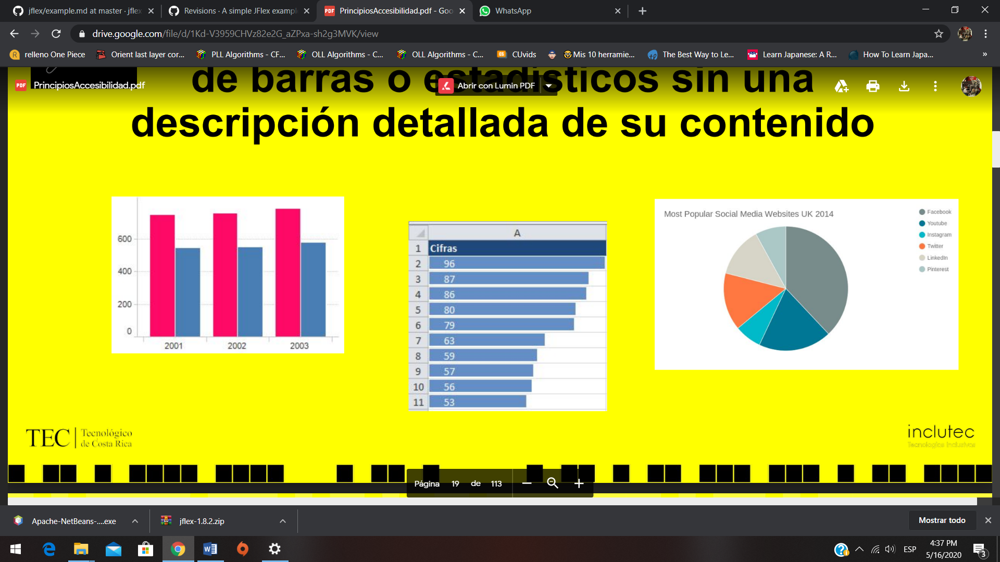 jflex/example.md at master · jflex
Revisions · A simple JFlex example
PrincipiosAccesibilidad.pdf - Goo
WhatsApp
drive.google.com/file/d/1Kd-V3959CHVz82e2G_aZPxa-sh2g3MVK/view
relleno One Piece
Orient last layer cor...
PLL Algorithms - CF...
OLL Algorithms - C...
OLL Algorithms - C...
CUvids
Mis 10 herramie...
The Best Way to Le...
Learn Japanese: A R...
How To Learn Japa...
»
PDF PrincipiosAccesibilidad.pdf
Abrir con Lumin PDF
de barras o estadísticos sin una
descripción detallada de su contenido
600
400
200
0
2001 2002 2003
A
1 Cifras
2 96
3 87
4 86
5 80
6 79
7 63
8 59
9 57
10 56
11 53
Most Popular Social Media Websites UK 2014
Facebook
Youtube
Instagram
Twitter
LinkedIn
Pinterest
TEC Tecnológico
de Costa Rica
inclutec
Tecnologías Inclusivas
Página 19 de 113
Apache-NetBeans-....exe
jflex-1.8.2.zip
Mostrar todo
ESP
4:37 PM
5/16/2020
3